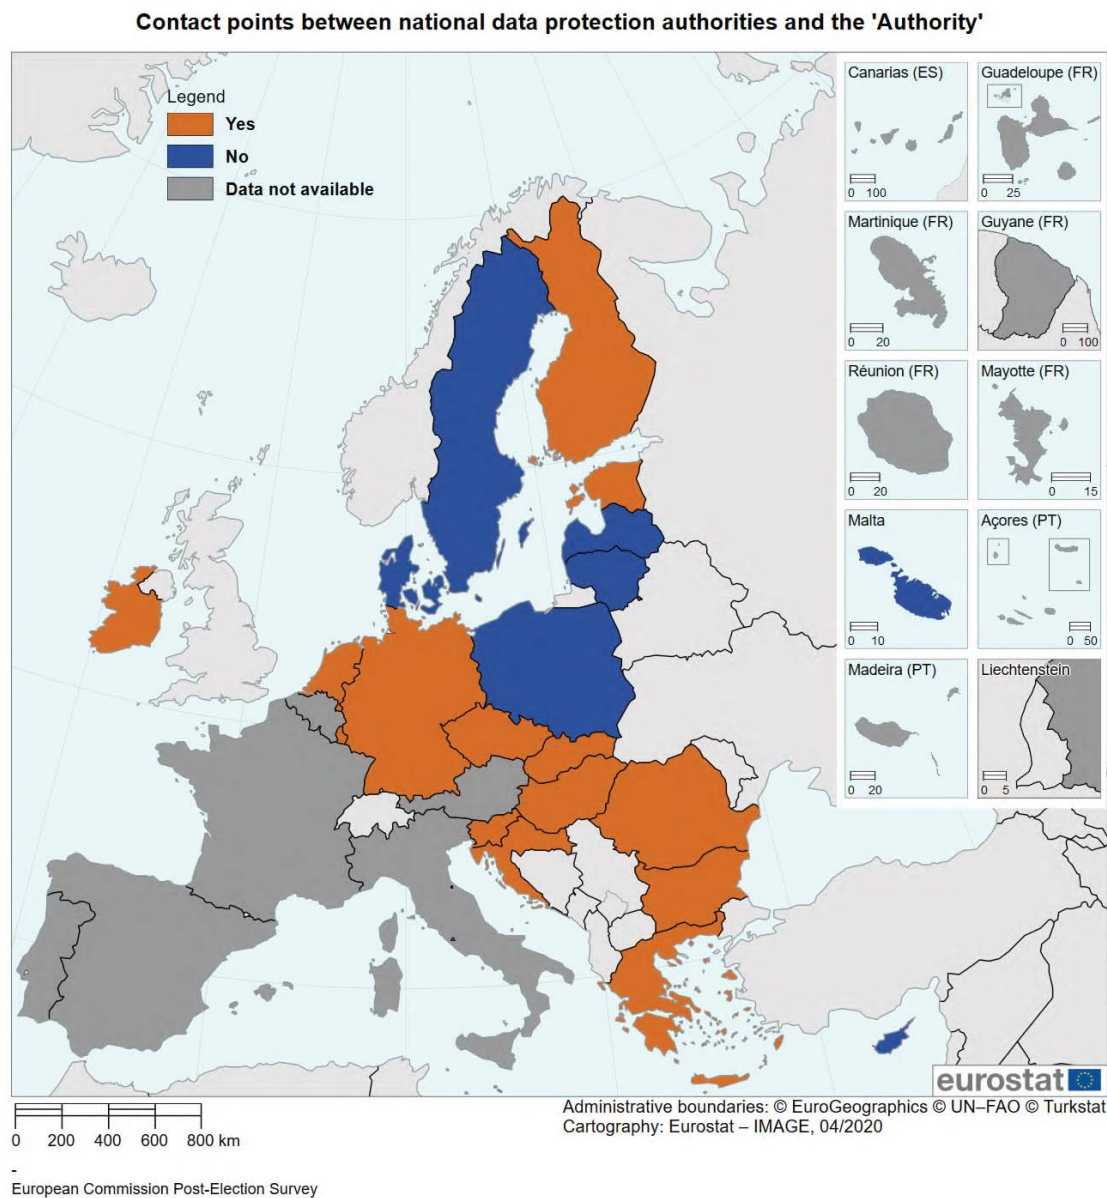 Contact points between national data protection authorities and the 'Authority'
Legend
Yes
No
Data not available
Canarias (ES)
0 100
Guadeloupe (FR)
0 25
Martinique (FR)
0 20
Guyane (FR)
0 100
Réunion (FR)
0 20
Mayotte (FR)
0 15
Malta
0 10
Açores (PT)
0 50
Madeira (PT)
0 20
Liechtenstein
0 5
eurostat
0 200 400 600 800 km
Administrative boundaries: © EuroGeographics © UN–FAO © Turkstat
Cartography: Eurostat – IMAGE, 04/2020
-
European Commission Post-Election Survey